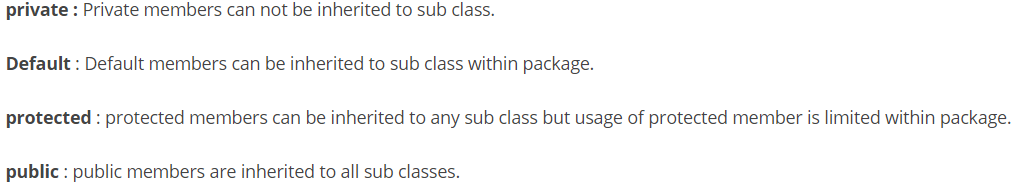 private : Private members can not be inherited to sub class.
Default : Default members can be inherited to sub class within package.
protected : protected members can be inherited to any sub class but usage of protected member is limited within package.
public : public members are inherited to all sub classes.